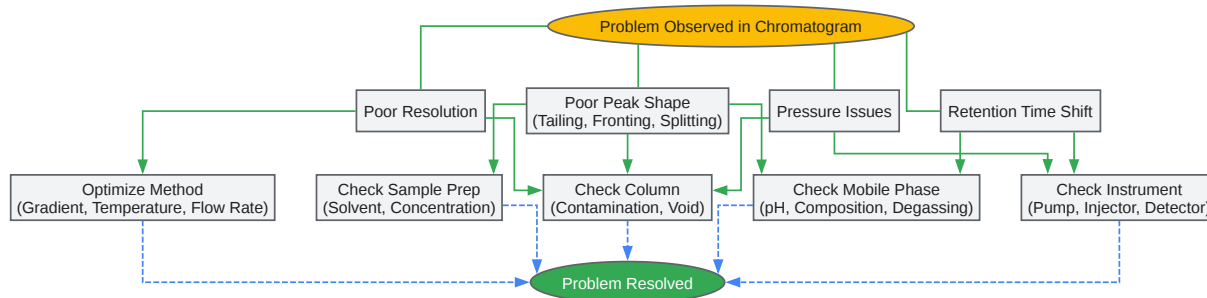 Problem Observed in Chromatogram
Poor Resolution
Poor Peak Shape
(Tailing, Fronting, Splitting)
Pressure Issues
Retention Time Shift
Optimize Method
(Gradient, Temperature, Flow Rate)
Check Sample Prep
(Solvent, Concentration)
Check Column
(Contamination, Void)
Check Mobile Phase
(pH, Composition, Degassing)
Check Instrument
(Pump, Injector, Detector)
Problem Resolved